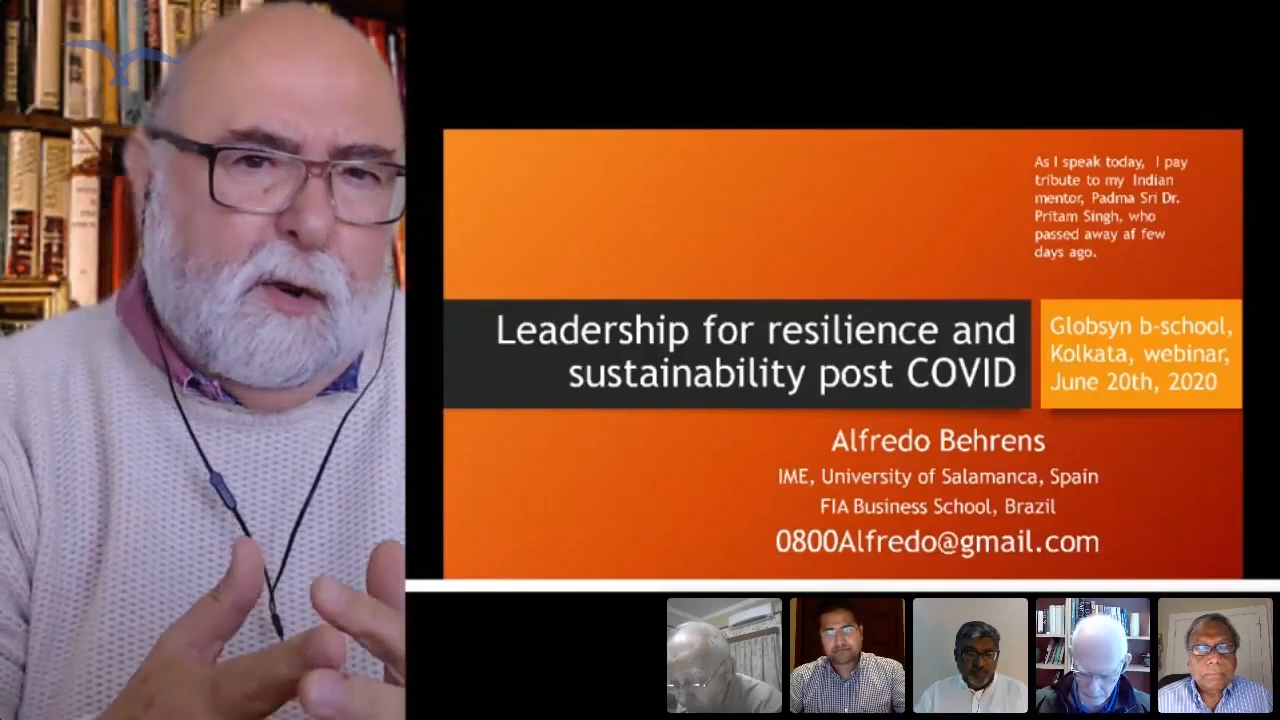 As I speak today, I pay
tribute to my Indian
mentor, Padma Sri Dr.
Pritam Singh, who
passed away af few
days ago.
Leadership for resilience and
sustainability post COVID
Globsyn b-school,
Kolkata, webinar,
June 20th, 2020
Alfredo Behrens
IME, University of Salamanca, Spain
FIA Business School, Brazil
0800Alfredo@gmail.com